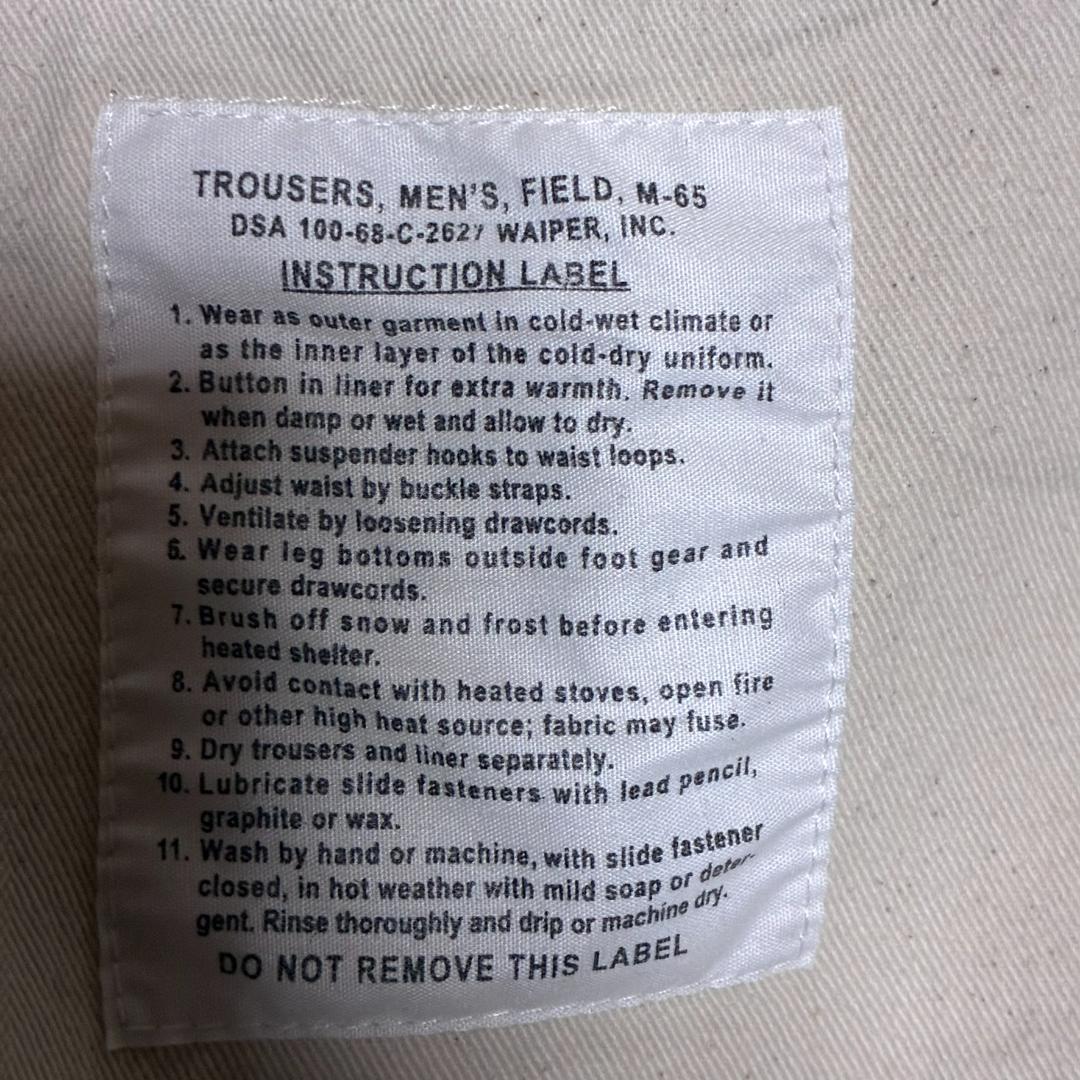 TROUSERS, MEN'S, FIELD, M-65
DSA 100-68-C-2627 WAIPER, INC.
INSTRUCTION LABEL
1. Wear as outer garment in cold-wet climate or
as the inner layer of the cold-dry uniform.
2. Button in liner for extra warmth. Remove it
when damp or wet and allow to dry.
3. Attach suspender hooks to waist loops.
4. Adjust waist by buckle straps.
5. Ventilate by loosening drawcords.
6. Wear leg bottoms outside foot gear and
secure drawcords.
7. Brush off snow and frost before entering
heated shelter.
8. Avoid contact with heated stoves, open fire
or other high heat source; fabric may fuse.
9. Dry trousers and liner separately.
10. Lubricate slide fasteners with lead pencil,
graphite or wax.
11. Wash by hand or machine, with slide fastener
closed, in hot weather with mild soap or deter-
gent. Rinse thoroughly and drip or machine dry.
DO NOT REMOVE THIS LABEL